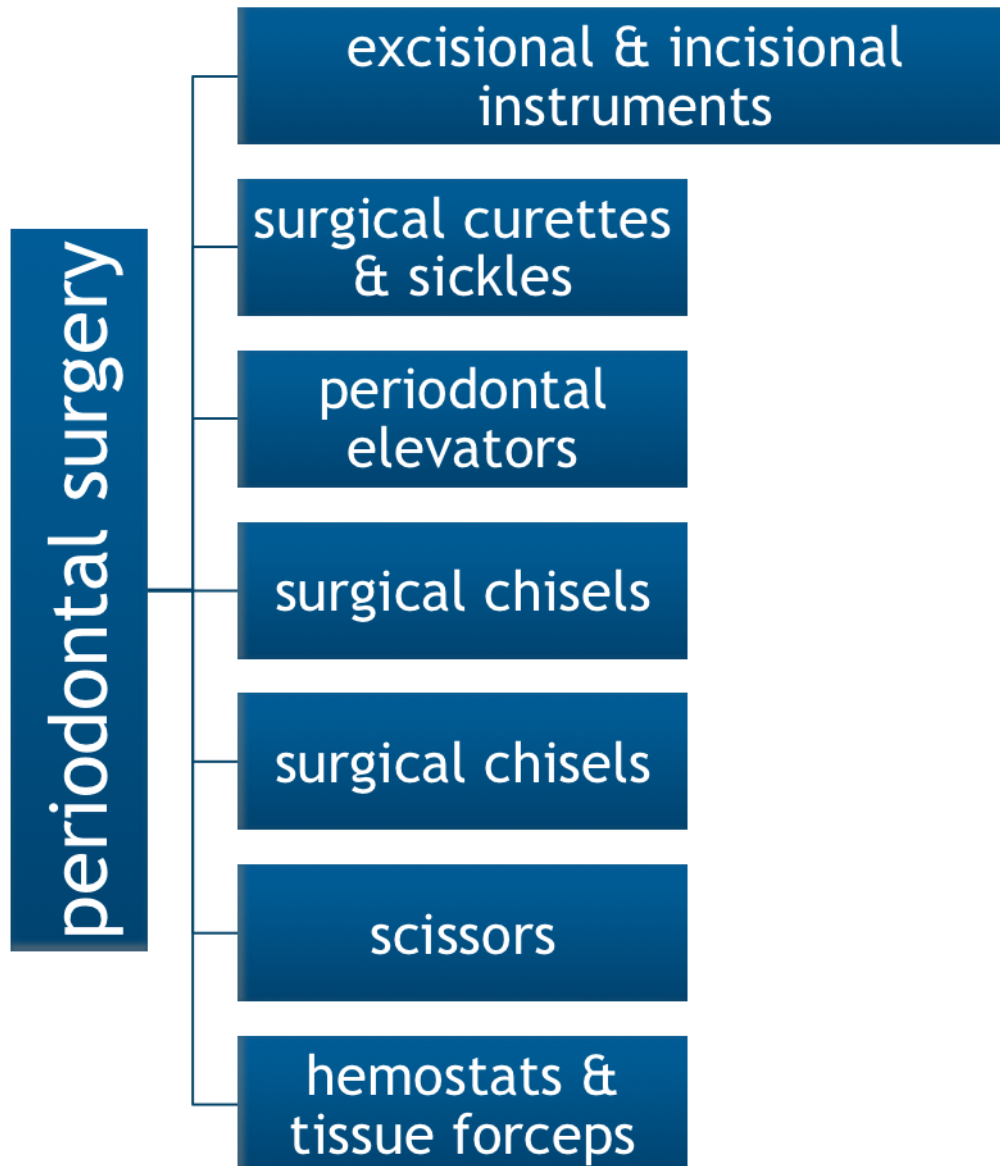 periodontal surgery
excisional & incisional
instruments
surgical curettes
& sickles
periodontal
elevators
surgical chisels
surgical chisels
scissors
hemostats &
tissue forceps